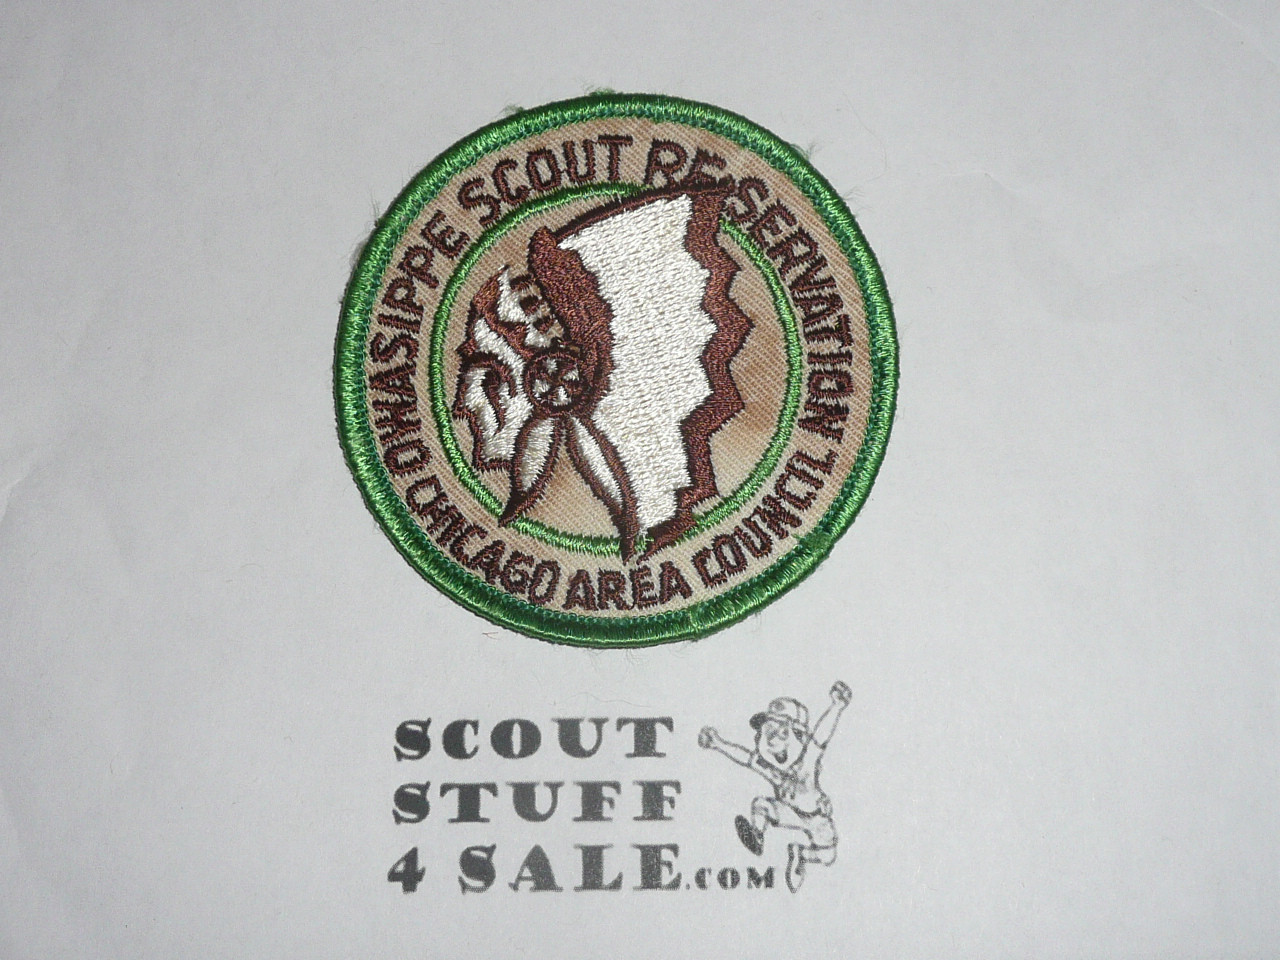 OWASIPPE SCOUT RESERVATION
CHICAGO AREA COUNCIL
SCOUT
STUFF
4 SALE.COM